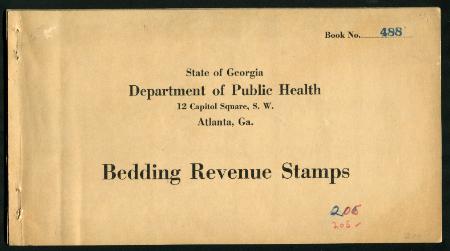 Book No. 488
State of Georgia
Department of Public Health
12 Capitol Square, S. W.
Atlanta, Ga.
Bedding Revenue Stamps
206
205